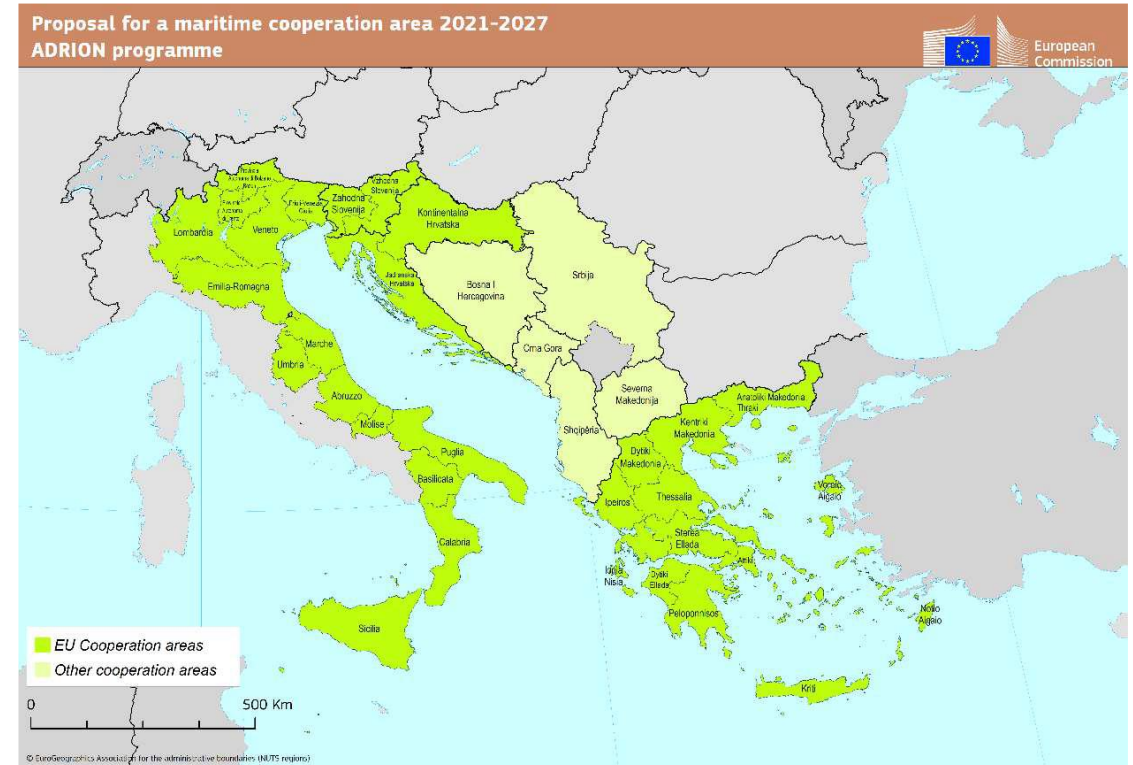 Proposal for a maritime cooperation area 2021-2027
ADRION programme
European
Commission
Vzhodna
Slovenija
Zahodna
Slovenija
Kontinentalna
Hrvatska
Lombardia
Veneto
Emilia-Romagna
Jadranska
Hrvatska
Bosna I
Hercegovina
Srbija
Marche
Umbria
Crna Gora
Abruzzo
Molise
Severna
Makedonija
Shqipëria
Anatoliki Makedonia
Thraki
Kentriki
Makedonia
Puglia
Dytiki
Makedonia
Basilicata
Ipeiros
Thessalia
Voreio
Aigaio
Calabria
Sterea
Ellada
Attiki
Ionia
Nisia
Dytiki
Ellada
Peloponnisos
Notio
Aigaio
Sicilia
Kriti
EU Cooperation areas
Other cooperation areas
0 500 Km
© EuroGeographics Association for the administrative boundaries (NUTS regions)